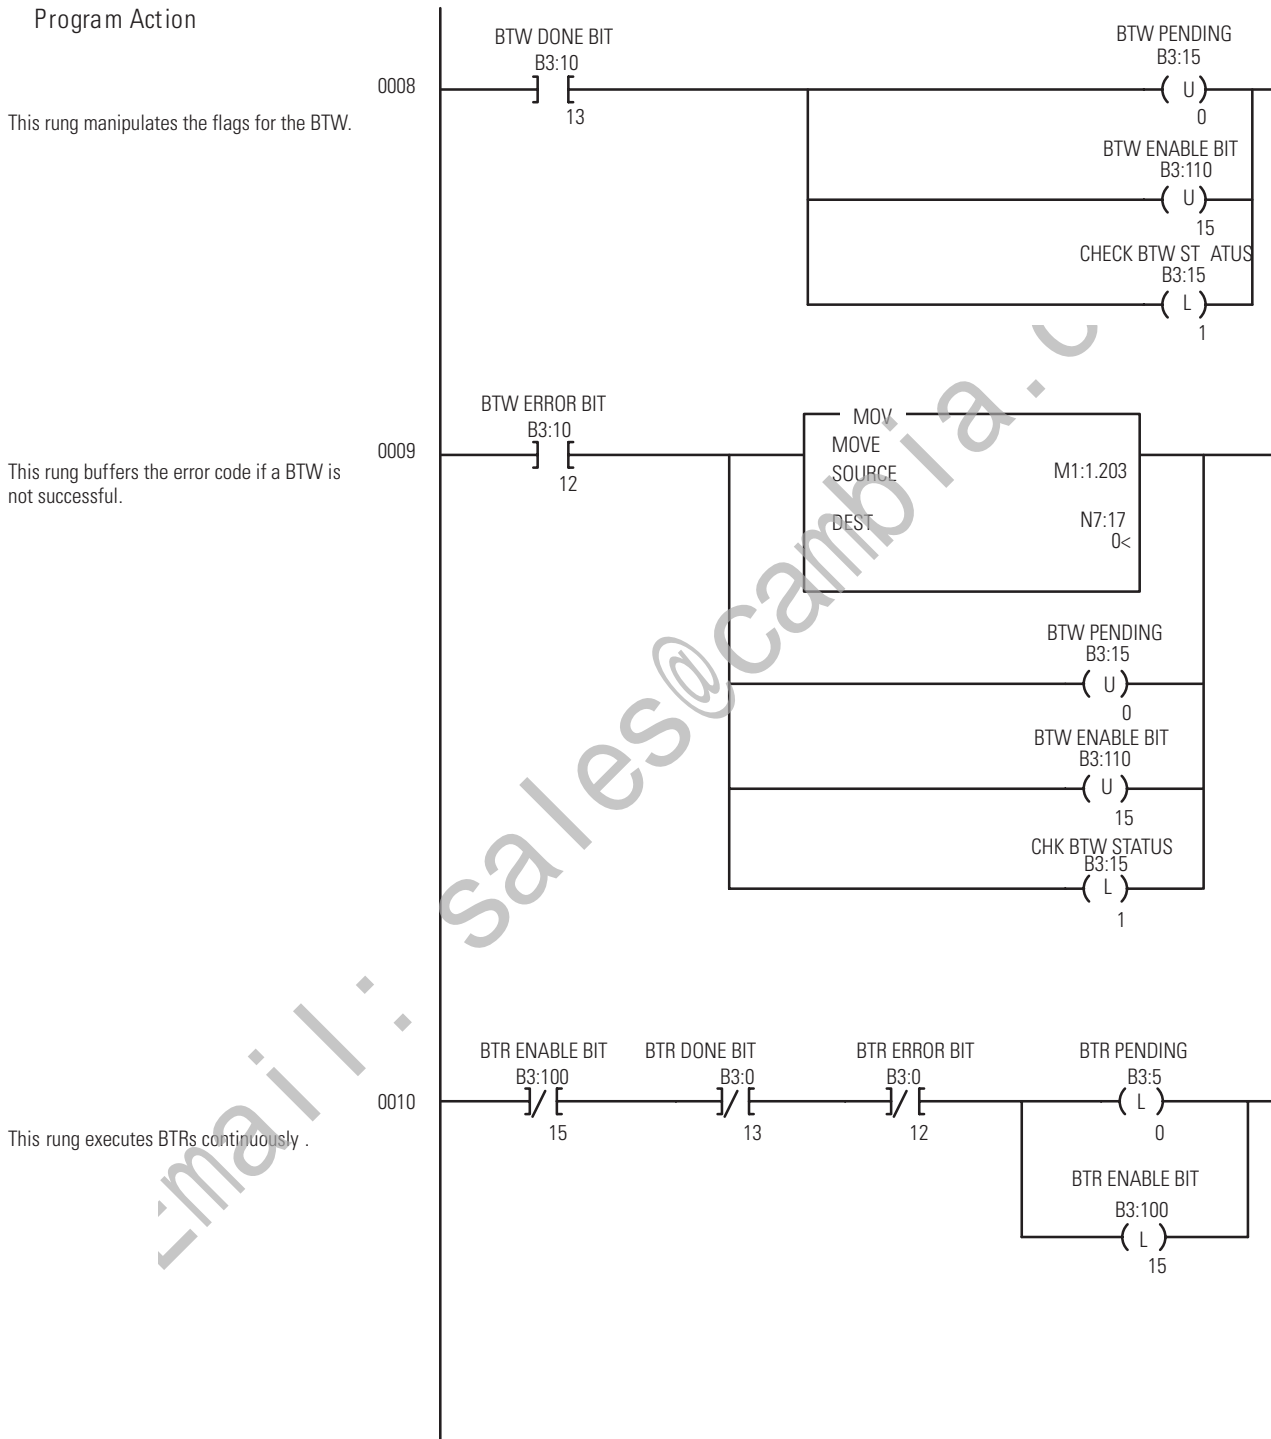 Program Action
BTW DONE BIT
B3:10
13
BTW PENDING
B3:15
U
0
0008
This rung manipulates the flags for the BTW.
BTW ENABLE BIT
B3:110
U
15
CHECK BTW ST ATUS
B3:15
L
1
BTW ERROR BIT
B3:10
12
0009
This rung buffers the error code if a BTW is
not successful.
MOV
MOVE
SOURCE M1:1.203
DEST N7:17
0<
BTW PENDING
B3:15
U
0
BTW ENABLE BIT
B3:110
U
15
CHK BTW STATUS
B3:15
L
1
BTR ENABLE BIT
B3:100
15
BTR DONE BIT
B3:0
13
BTR ERROR BIT
B3:0
12
BTR PENDING
B3:5
L
0
0010
This rung executes BTRs continuously .
BTR ENABLE BIT
B3:100
L
15
mail: sales@cambia.